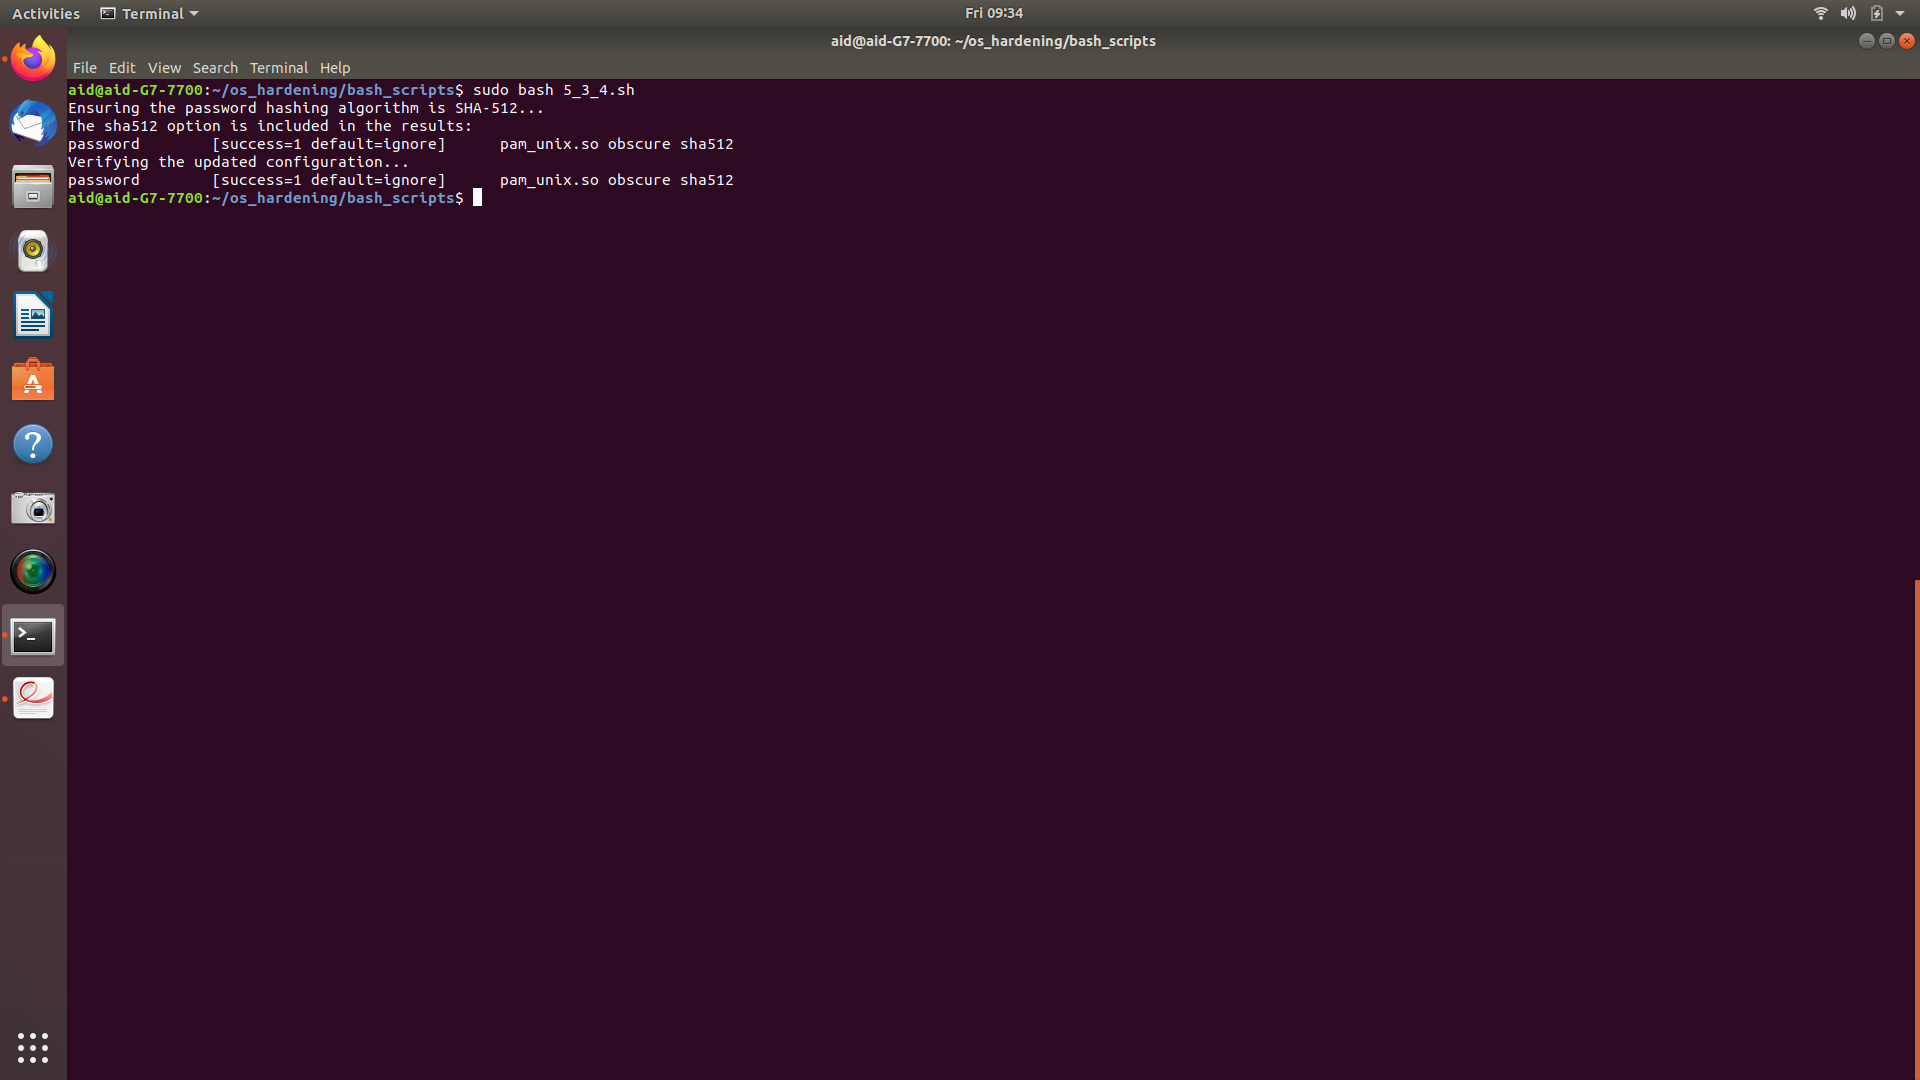 Activities Terminal Fri 09:34
aid@aid-G7-7700: ~/os_hardening/bash_scripts
File Edit View Search Terminal Help
aid@aid-G7-7700:~/os_hardening/bash_scripts$ sudo bash 5_3_4.sh
Ensuring the password hashing algorithm is SHA-512...
The sha512 option is included in the results:
password        [success=1 default=ignore]      pam_unix.so obscure sha512
Verifying the updated configuration...
password        [success=1 default=ignore]      pam_unix.so obscure sha512
aid@aid-G7-7700:~/os_hardening/bash_scripts$